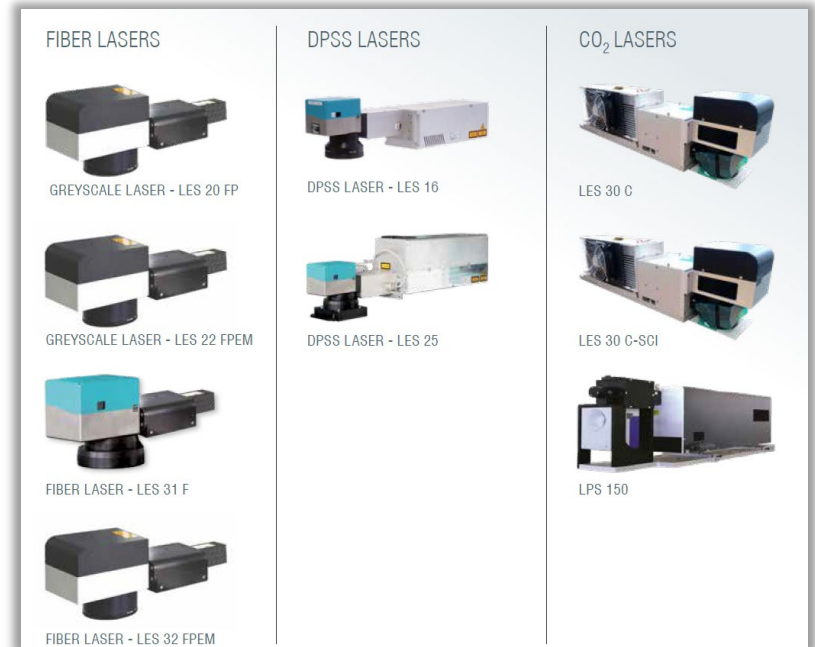 FIBER LASERS
GREYSCALE LASER - LES 20 FP
GREYSCALE LASER - LES 22 FPEM
FIBER LASER - LES 31 F
FIBER LASER - LES 32 FPEM
DPSS LASERS
DPSS LASER - LES 16
DPSS LASER - LES 25
CO₂ LASERS
LES 30 C
LES 30 C-SCI
LPS 150